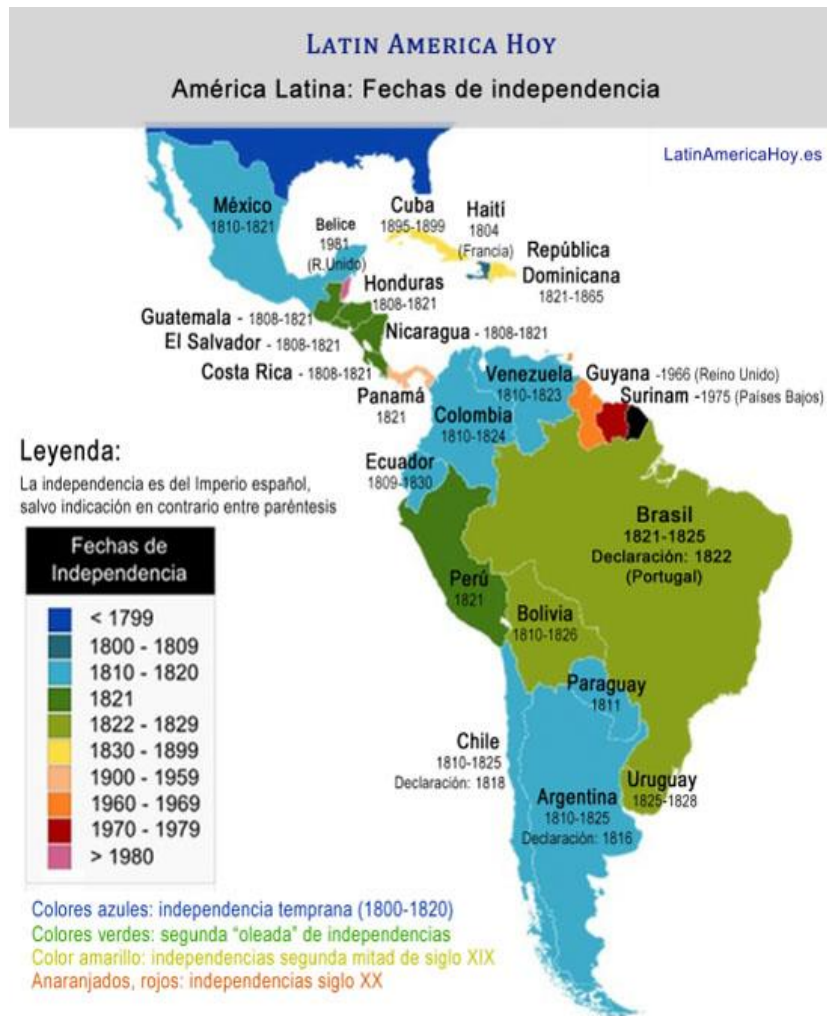 LATIN AMERICA HOY
América Latina: Fechas de independencia
LatinAmericaHoy.es
México
1810-1821
Belice
1981
(R.Unido)
Cuba
1895-1899
Haití
1804
(Francia)
República
Dominicana
1821-1865
Honduras
1808-1821
Guatemala - 1808-1821
El Salvador - 1808-1821
Nicaragua - 1808-1821
Costa Rica - 1808-1821
Panamá
1821
Venezuela
1810-1823
Guyana -1966 (Reino Unido)
Surinam -1975 (Países Bajos)
Colombia
1810-1824
Ecuador
1809-1830
Brasil
1821-1825
Declaración: 1822
(Portugal)
Perú
1821
Bolivia
1810-1826
Paraguay
1811
Chile
1810-1825
Declaración: 1818
Argentina
1810-1825
Declaración: 1816
Uruguay
1825-1828
Leyenda:
La independencia es del Imperio español,
salvo indicación en contrario entre paréntesis
Fechas de
Independencia
< 1799
1800 - 1809
1810 - 1820
1821
1822 - 1829
1830 - 1899
1900 - 1959
1960 - 1969
1970 - 1979
> 1980
Colores azules: independencia temprana (1800-1820)
Colores verdes: segunda "oleada" de independencias
Color amarillo: independencias segunda mitad de siglo XIX
Anaranjados, rojos: independencias siglo XX